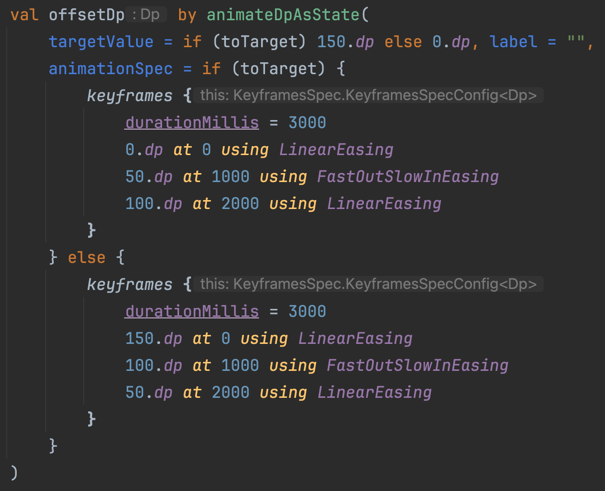 val offsetDp : Dp by animateDpAsState(
targetValue = if (toTarget) 150.dp else 0.dp, label = "",
animationSpec = if (toTarget) {
keyframes { this: KeyframesSpec.KeyframesSpecConfig<Dp>
durationMillis = 3000
0.dp at 0 using LinearEasing
50.dp at 1000 using FastOutSlowInEasing
100.dp at 2000 using LinearEasing
}
} else {
keyframes { this: KeyframesSpec.KeyframesSpecConfig<Dp>
durationMillis = 3000
150.dp at 0 using LinearEasing
100.dp at 1000 using FastOutSlowInEasing
50.dp at 2000 using LinearEasing
}
}
)